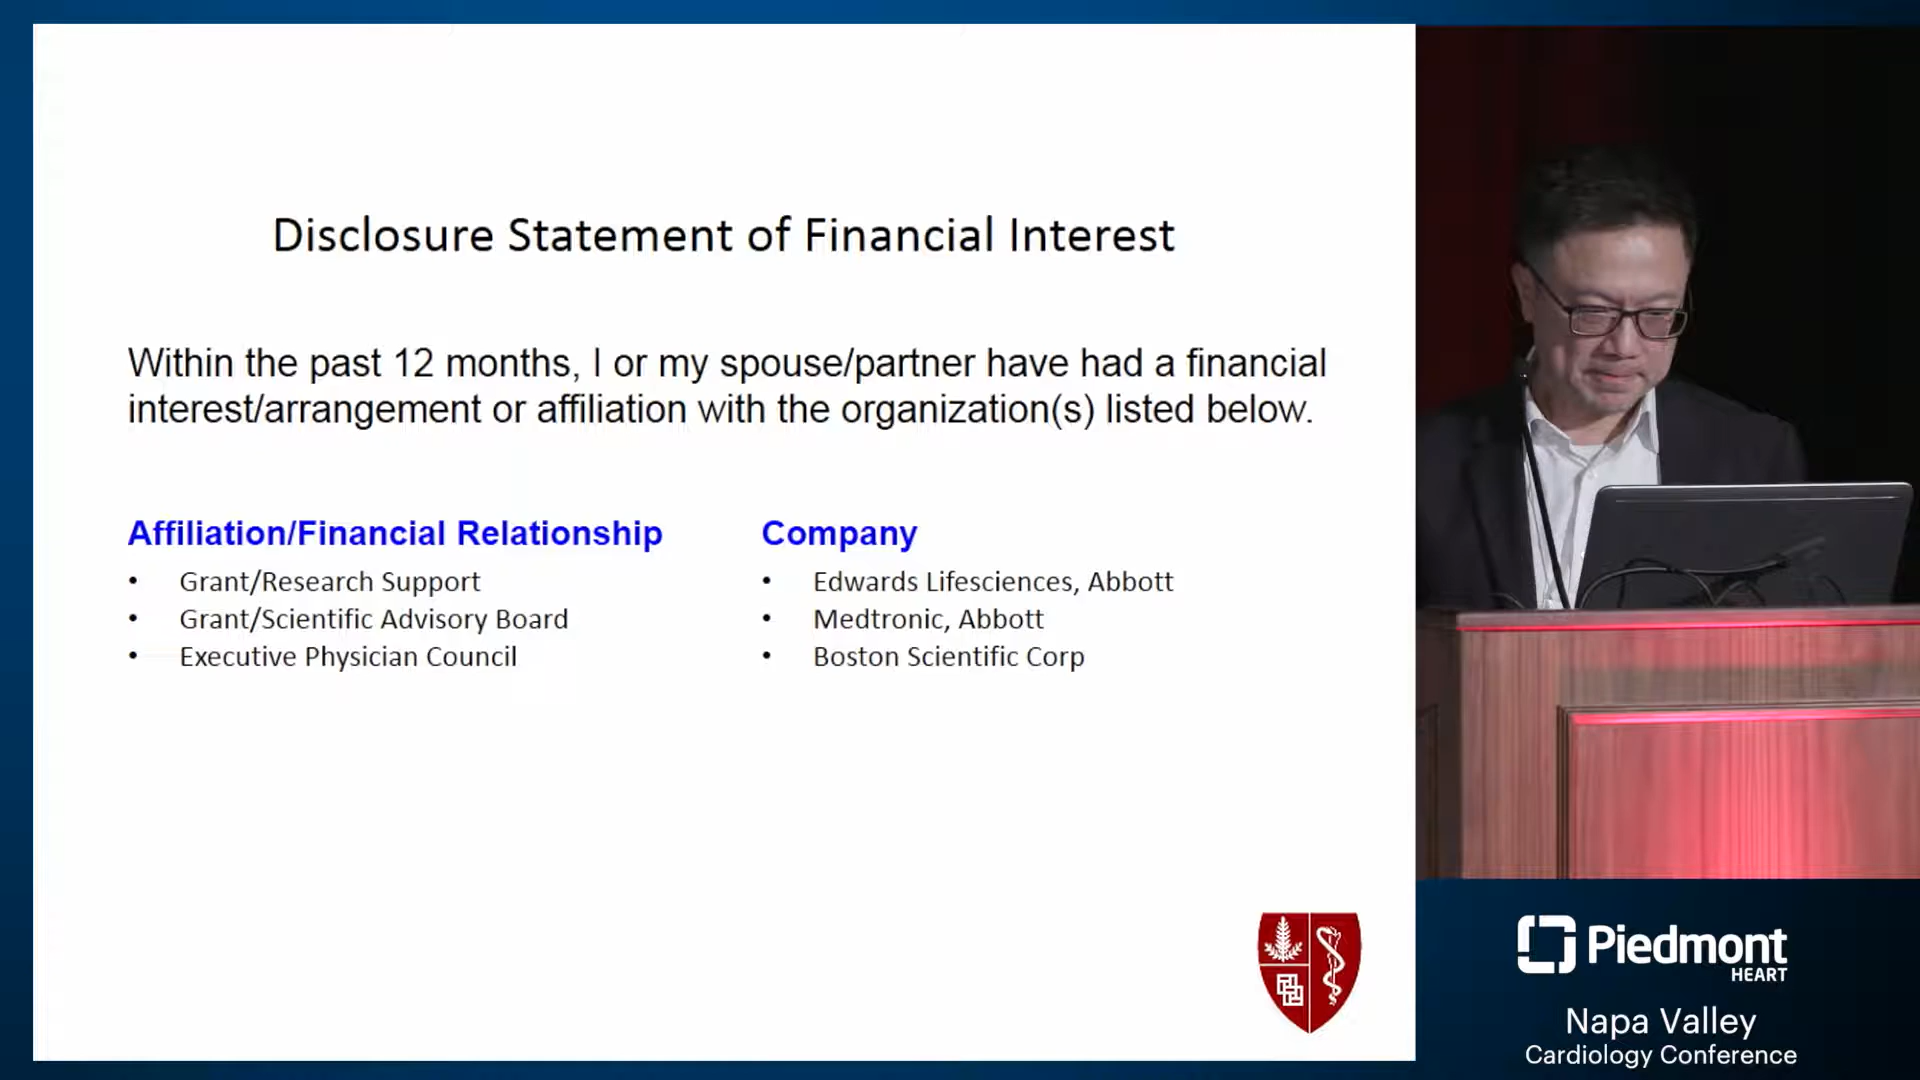 Disclosure Statement of Financial Interest
Within the past 12 months, I or my spouse/partner have had a financial
interest/arrangement or affiliation with the organization(s) listed below.
Affiliation/Financial Relationship
• Grant/Research Support
• Grant/Scientific Advisory Board
• Executive Physician Council
Company
• Edwards Lifesciences, Abbott
• Medtronic, Abbott
• Boston Scientific Corp
Piedmont
HEART
Napa Valley
Cardiology Conference